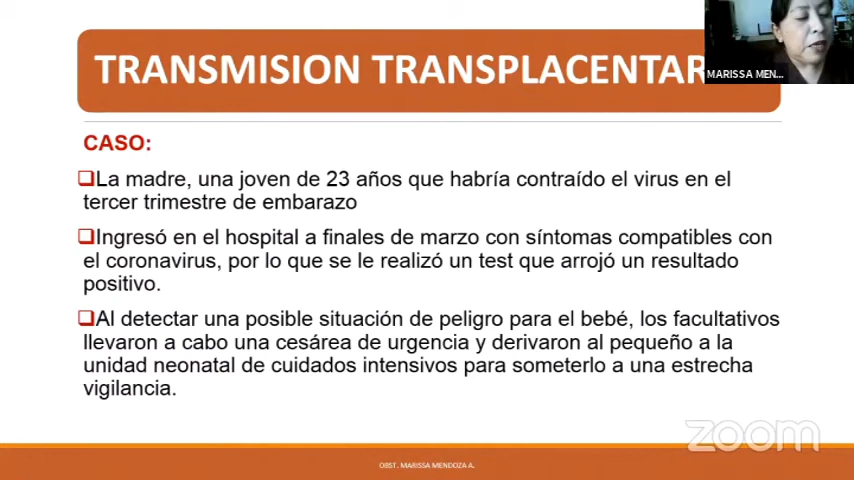 TRANSMISION TRANSPLACENTAR
MARISSA MEN...
CASO:
La madre, una joven de 23 años que habría contraído el virus en el
tercer trimestre de embarazo
Ingresó en el hospital a finales de marzo con síntomas compatibles con
el coronavirus, por lo que se le realizó un test que arrojó un resultado
positivo.
Al detectar una posible situación de peligro para el bebé, los facultativos
llevaron a cabo una cesárea de urgencia y derivaron al pequeño a la
unidad neonatal de cuidados intensivos para someterlo a una estrecha
vigilancia.
zoom
OBST. MARISSA MENDOZA A.